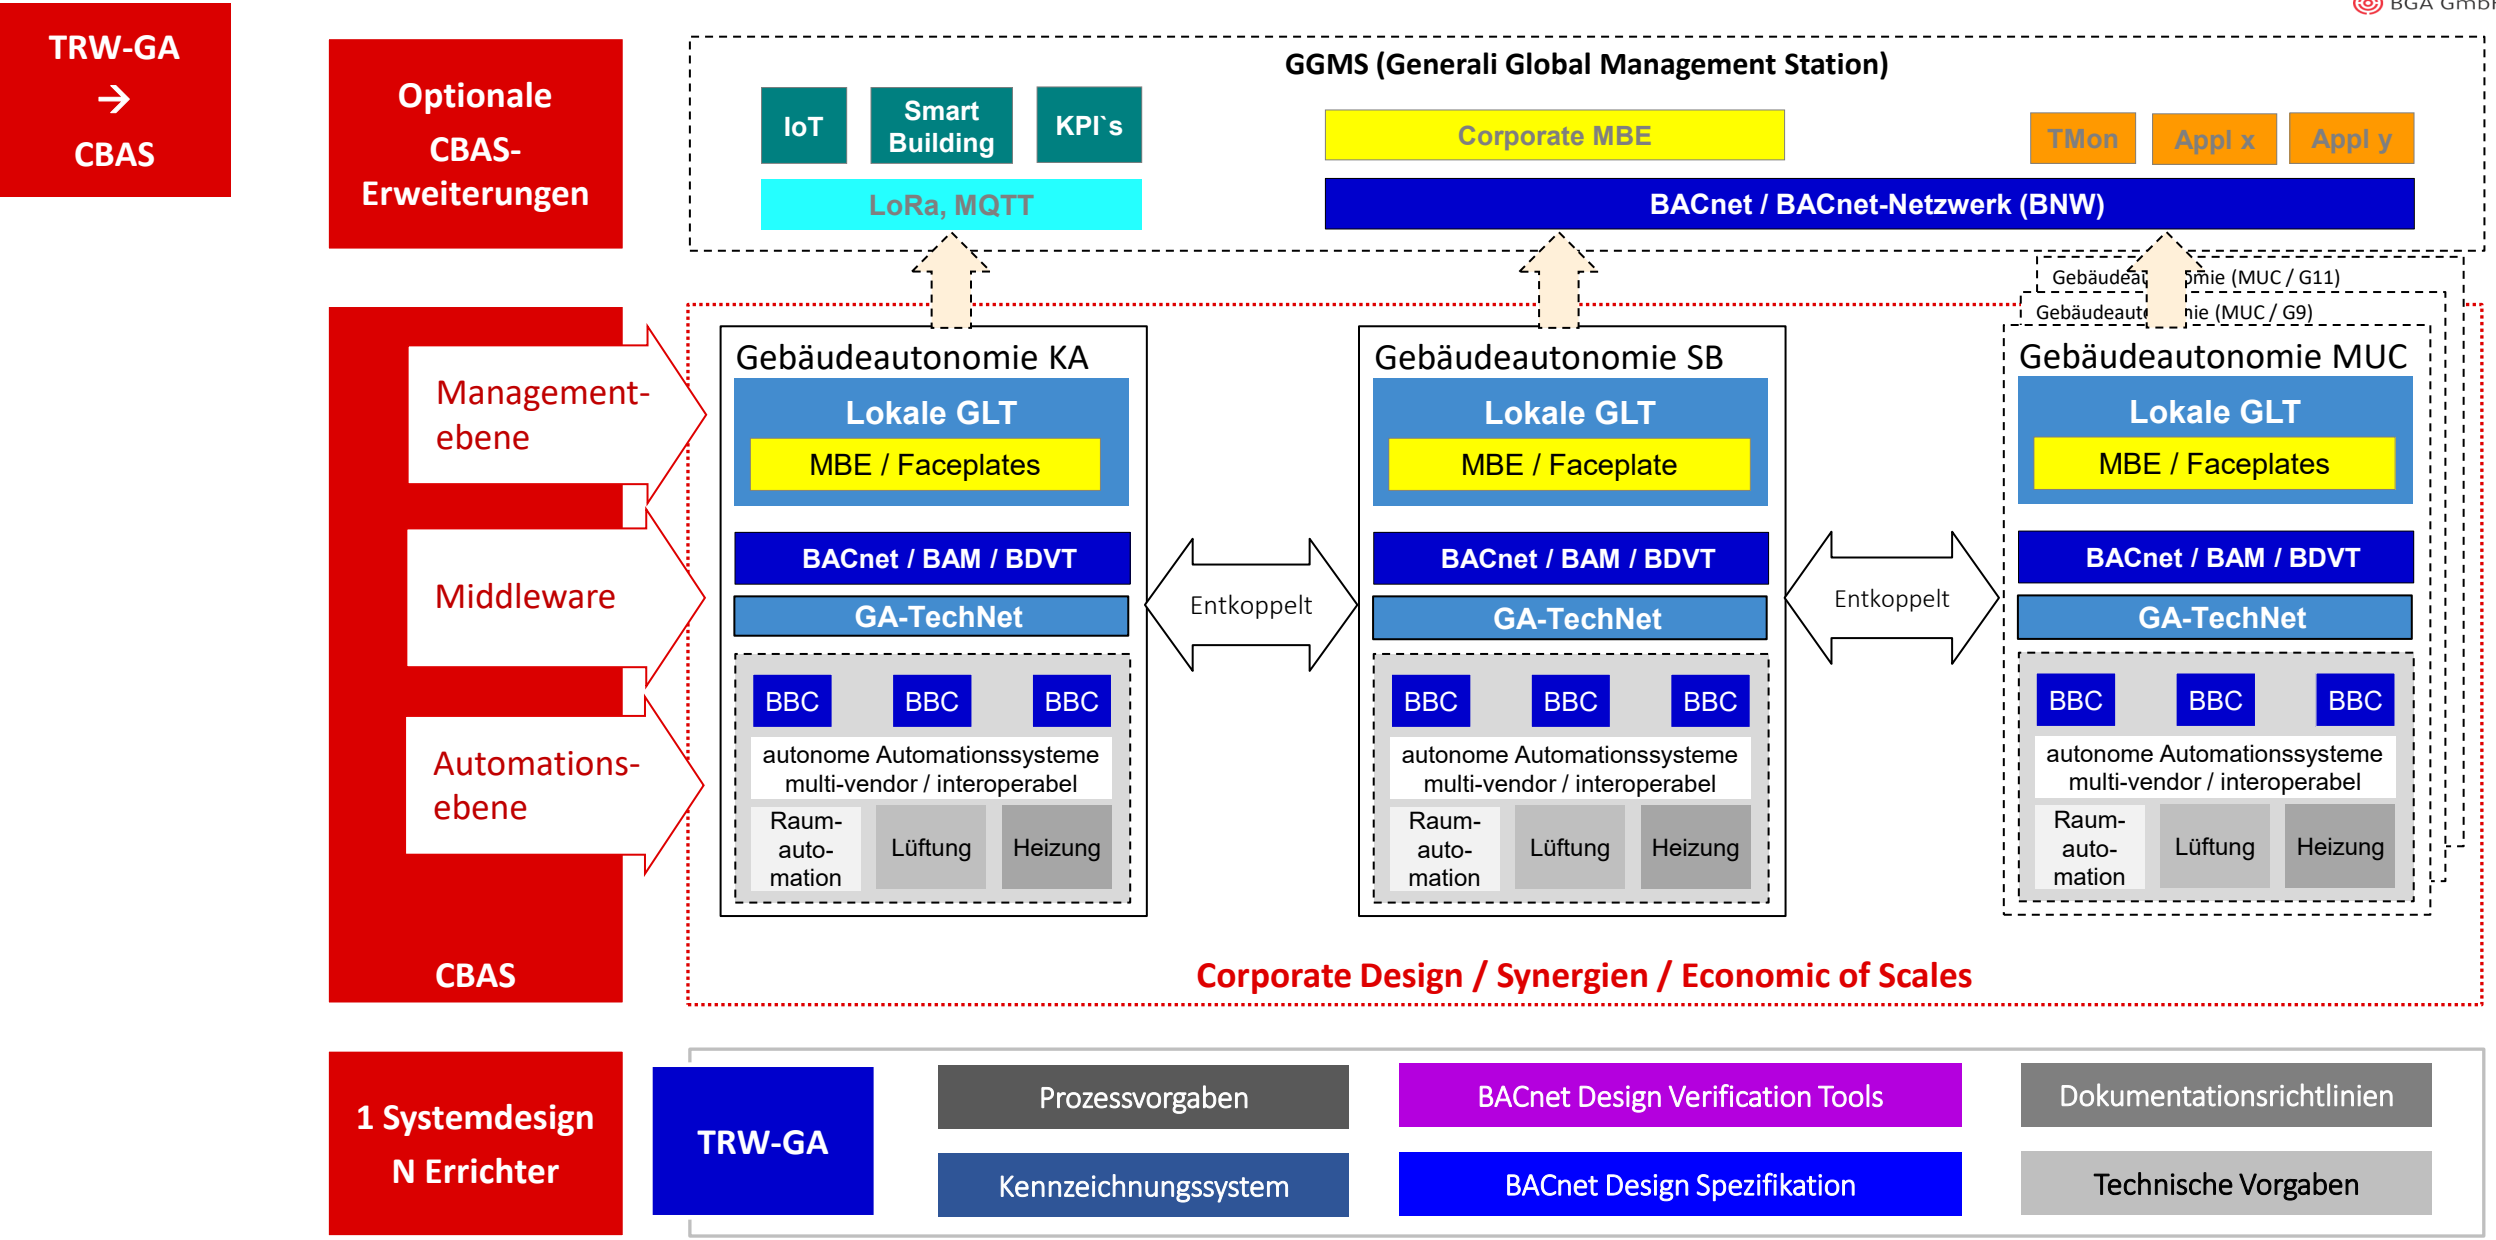 BGA GmbH
TRW-GA
→
CBAS
Optionale
CBAS-
Erweiterungen
GGMS (Generali Global Management Station)
IoT
Smart
Building
KPI`s
Corporate MBE
TMon
Appl x
Appl y
LoRa, MQTT
BACnet / BACnet-Netzwerk (BNW)
Gebäudeau mie (MUC / G11)
Gebäudeaut nie (MUC / G9)
Management-
ebene
Middleware
Automations-
ebene
CBAS
Gebäudeautonomie KA
Lokale GLT
MBE / Faceplates
BACnet / BAM / BDVT
GA-TechNet
BBC
BBC
BBC
autonome Automationssysteme
multi-vendor / interoperabel
Raum-
auto-
mation
Lüftung
Heizung
Entkoppelt
Gebäudeautonomie SB
Lokale GLT
MBE / Faceplate
BACnet / BAM / BDVT
GA-TechNet
BBC
BBC
BBC
autonome Automationssysteme
multi-vendor / interoperabel
Raum-
auto-
mation
Lüftung
Heizung
Entkoppelt
Gebäudeautonomie MUC
Lokale GLT
MBE / Faceplates
BACnet / BAM / BDVT
GA-TechNet
BBC
BBC
BBC
autonome Automationssysteme
multi-vendor / interoperabel
Raum-
auto-
mation
Lüftung
Heizung
Corporate Design / Synergien / Economic of Scales
1 Systemdesign
N Errichter
TRW-GA
Prozessvorgaben
BACnet Design Verification Tools
Dokumentationsrichtlinien
Kennzeichnungssystem
BACnet Design Spezifikation
Technische Vorgaben